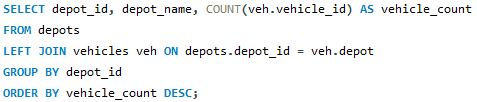 SELECT depot_id, depot_name, COUNT(veh.vehicle_id) AS vehicle_count
FROM depots
LEFT JOIN vehicles veh ON depots.depot_id = veh.depot
GROUP BY depot_id
ORDER BY vehicle_count DESC;